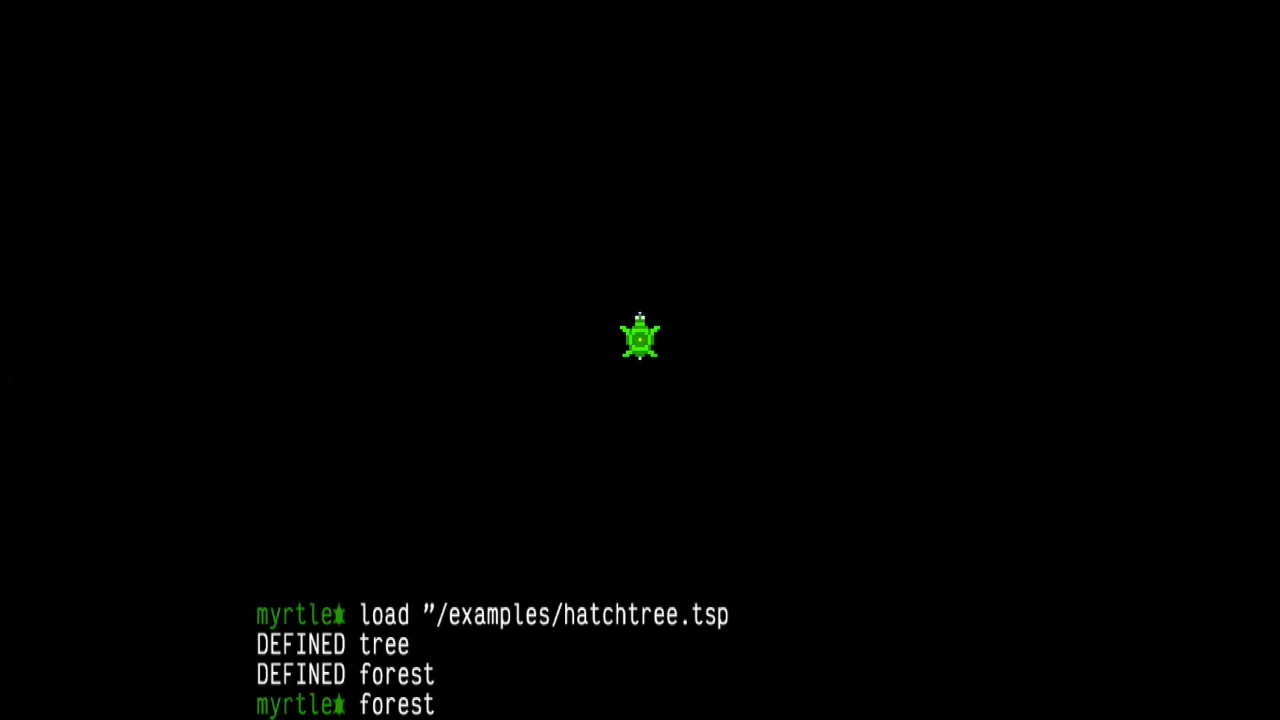 myrtle load ”/examples/hatchtree.tsp
DEFINED tree
DEFINED forest
myrtle forest